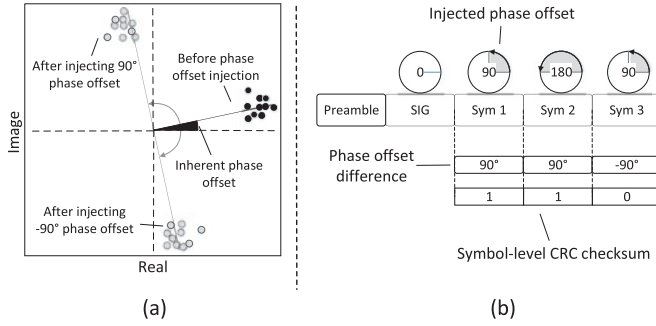 Image
After injecting 90°
phase offset
Before phase
offset injection
Inherent phase
offset
After injecting
-90° phase offset
Real
(a)
Injected phase offset
0 90 180 90
Preamble SIG Sym 1 Sym 2 Sym 3
Phase offset
difference
90° 90° -90°
1 1 0
Symbol-level CRC checksum
(b)